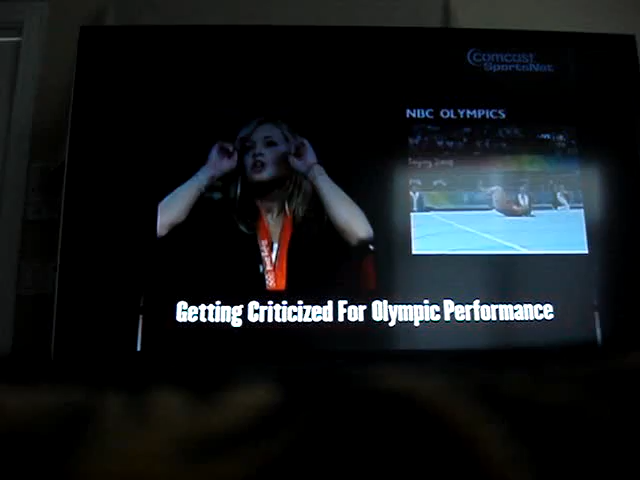 comcast
SportsNet
NBC OLYMPICS
Getting Criticized For Olympic Performance